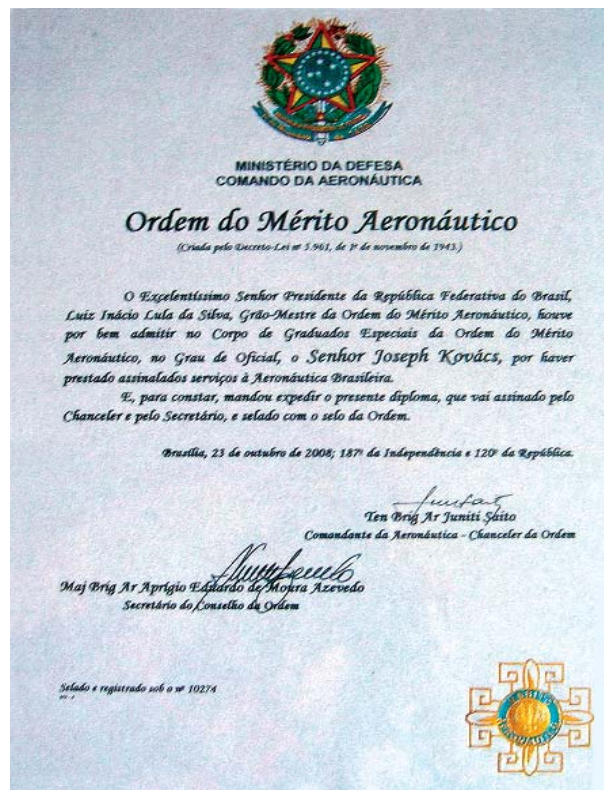 MINISTÉRIO DA DEFESA
COMANDO DA AERONÁUTICA
Ordem do Mérito Aeronáutico
(Criada pelo Decreto-Lei nº 5.961, de 1º de novembro de 1943.)
O Excelentíssimo Senhor Presidente da República Federativa do Brasil,
Luiz Inácio Lula da Silva, Grão-Mestre da Ordem do Mérito Aeronáutico, houve
por bem admitir no Corpo de Graduados Especiais da Ordem do Mérito
Aeronáutico, no Grau de Oficial, o Senhor Joseph Kovács, por haver
prestado assinalados serviços à Aeronáutica Brasileira.
E, para constar, mandou expedir o presente diploma, que vai assinado pelo
Chanceler e pelo Secretário, e selado com o selo da Ordem.
Brasília, 23 de outubro de 2008; 187º da Independência e 120º da República.
Ten Brig Ar Juniti Saito
Comandante da Aeronáutica - Chanceler da Ordem
Maj Brig Ar Aprígio Eduardo de Moura Azevedo
Secretário do Conselho da Ordem
Selado e registrado sob o nº 10274
MÉRITO
AERONÁUTICO